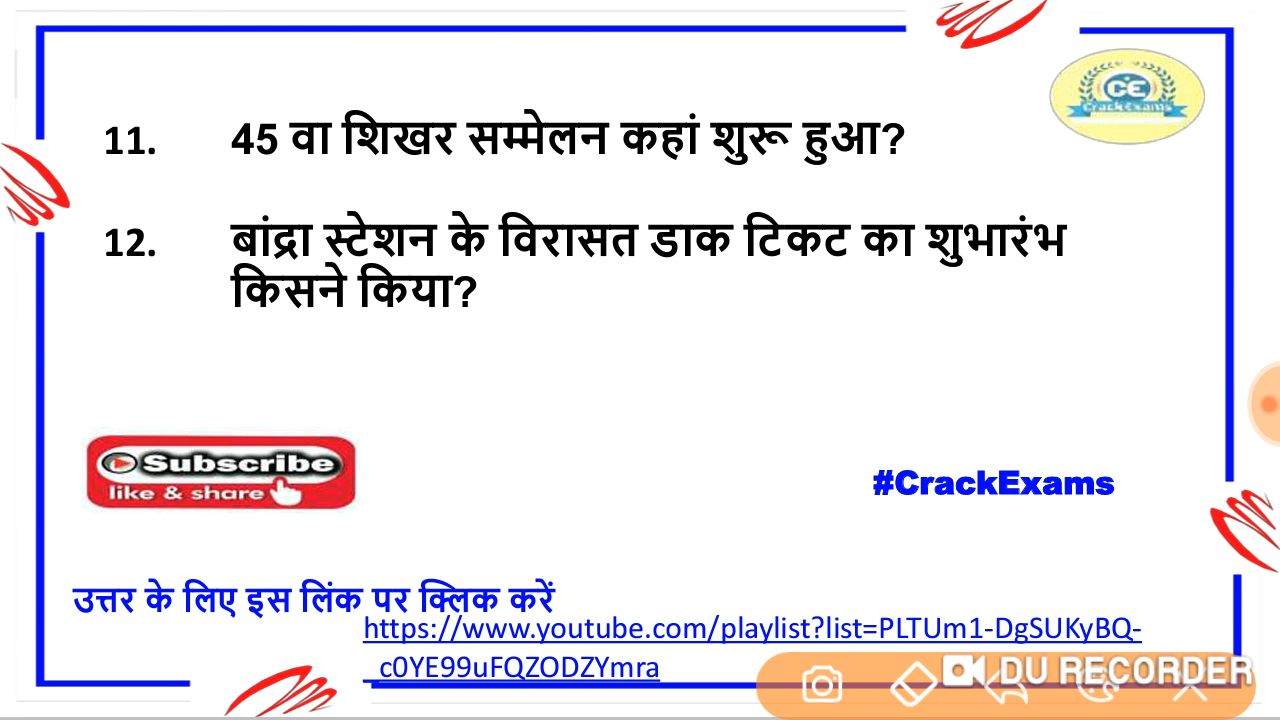 CE
CrackExams
11. 45 वा शिखर सम्मेलन कहां शुरू हुआ?
12. बांद्रा स्टेशन के विरासत डाक टिकट का शुभारंभ
किसने किया?
Subscribe
like & share
#CrackExams
उत्तर के लिए इस लिंक पर क्लिक करें
https://www.youtube.com/playlist?list=PLTUm1-DgSUKyBQ-
_c0YE99uFQZODZYmra
DU RECORDER